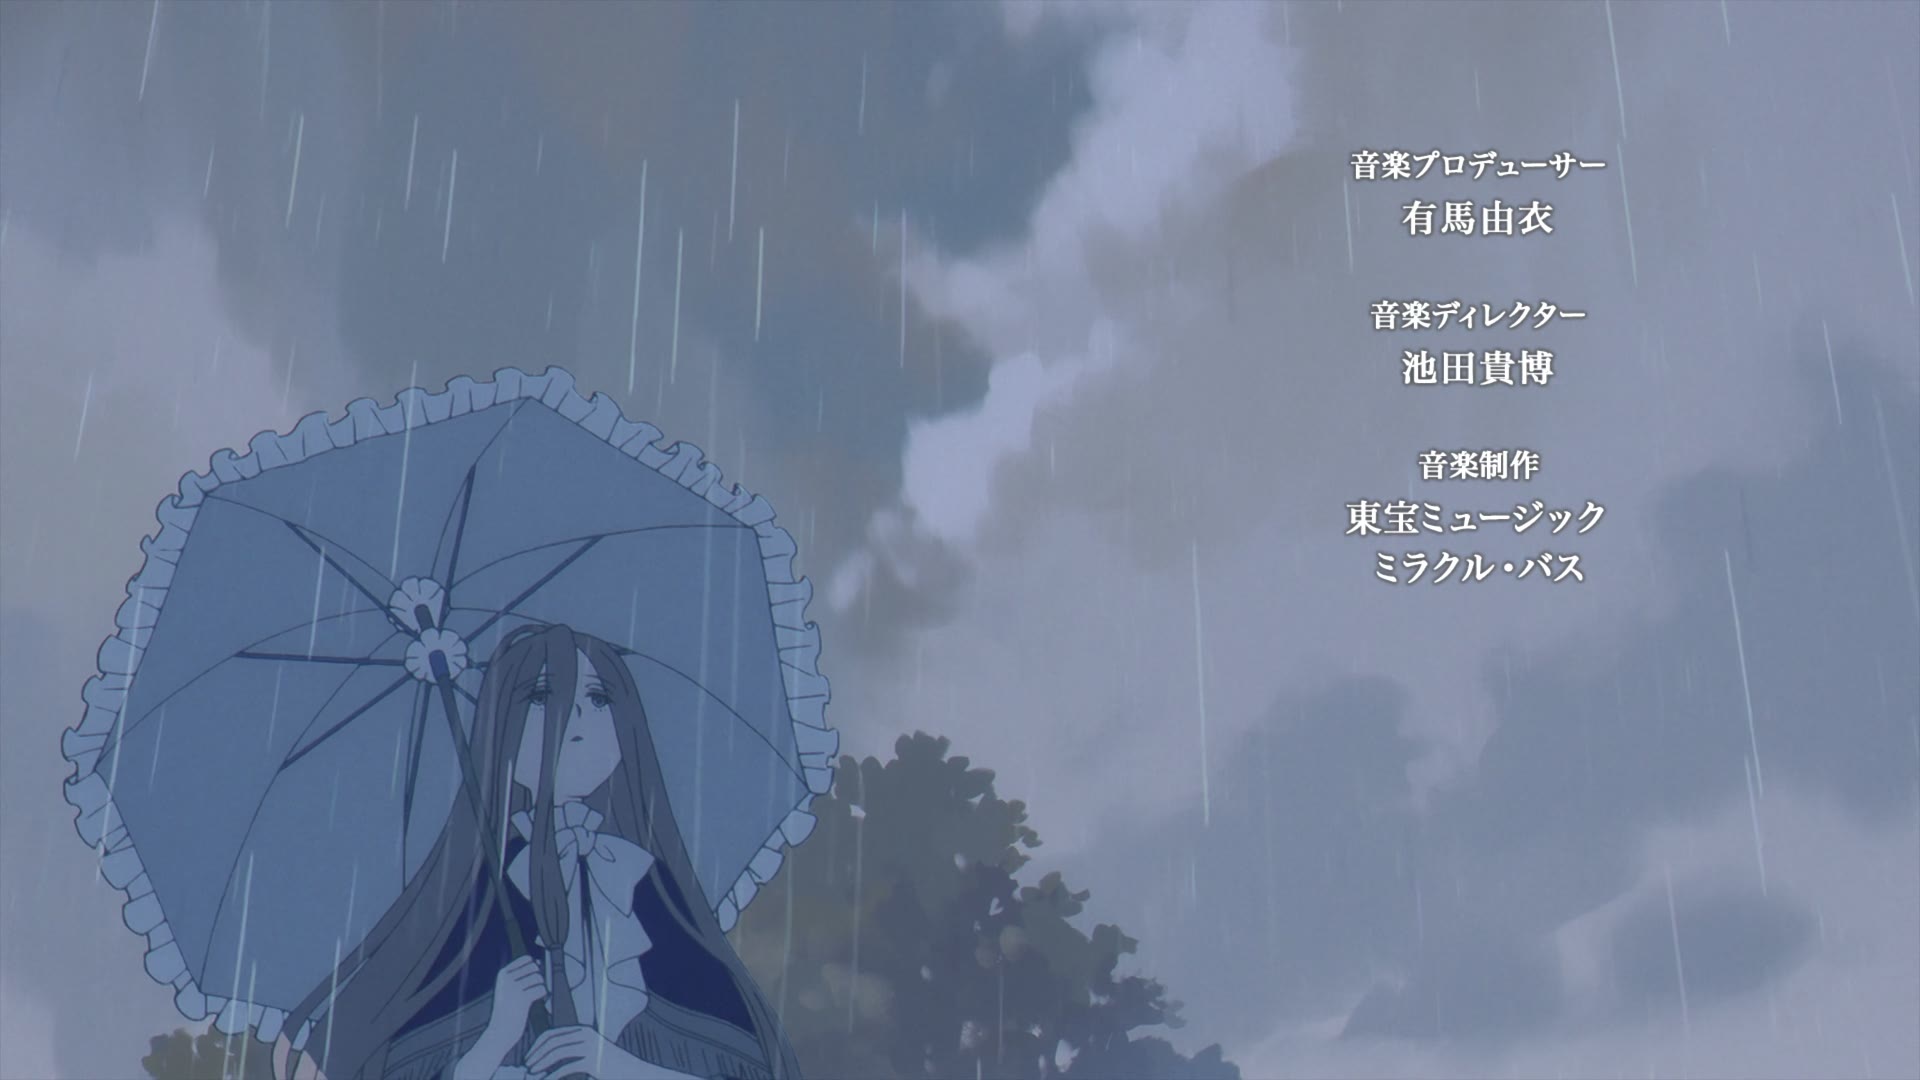 音楽プロデューサー
有馬由衣
音楽ディレクター
池田貴博
音楽制作
東宝ミュージック
ミラクル・バス